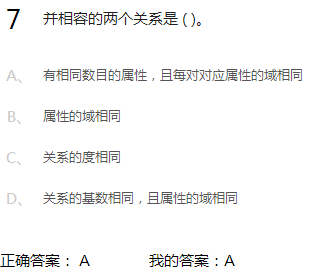 7 并相容的两个关系是 ( )。
A、 有相同数目的属性，且每对对应属性的域相同
B、 属性的域相同
C、 关系的度相同
D、 关系的基数相同，且属性的域相同
正确答案： A 我的答案：A